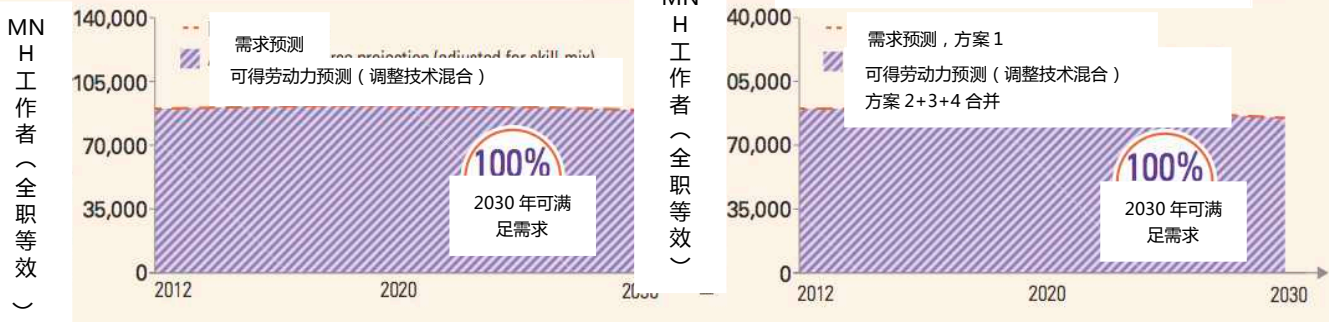 MN
H
工
作
者
（
全
职
等
效
）
140,000
105,000
70,000
35,000
0
需求预测
projection (adjusted for skill mix)
可得劳动力预测（调整技术混合）
100%
2030 年可满
足需求
2012
2020
2030
MN
H
工
作
者
（
全
职
等
效
）
40,000
05,000
70,000
35,000
0
需求预测，方案 1
可得劳动力预测（调整技术混合）
方案 2+3+4 合并
100%
2030 年可满
足需求
2012
2020
2030